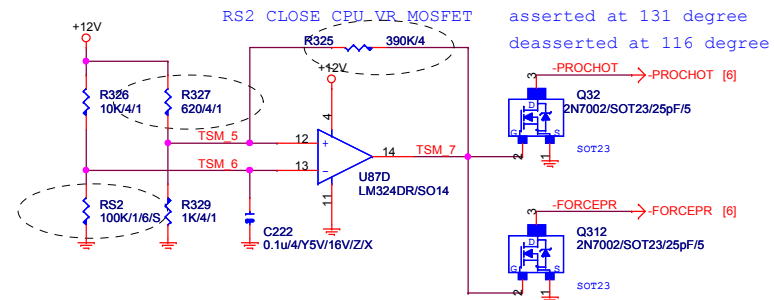 RS2 CLOSE CPU VR MOSFET
asserted at 131 degree
deasserted at 116 degree
+12V
R325
390K/4
+12V
-PROCHOT
-PROCHOT [6]
R326
10K/4/1
R327
620/4/1
3
Q32
2N7002/SOT23/25pF/5
D
G
S
SOT23
2
1
4
TSM_5
12
+
TSM_6
13
-
14
TSM_7
U87D
LM324DR/SO14
11
RS2
100K/1/6/S
R329
1K/4/1
C222
0.1u/4/Y5V/16V/Z/X
-FORCEPR
-FORCEPR [6]
3
Q312
2N7002/SOT23/25pF/5
D
G
S
SOT23
2
1